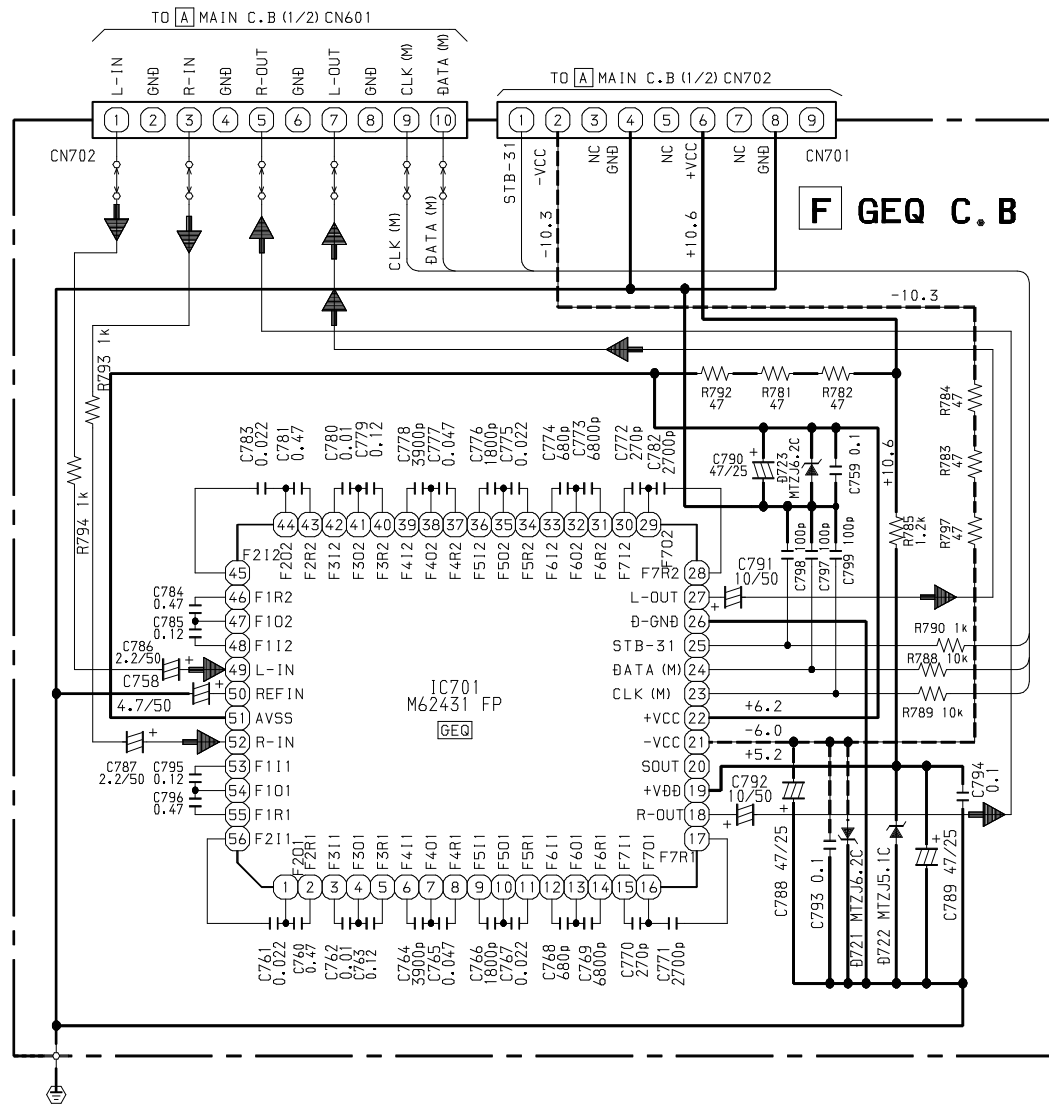 TO A MAIN C.B (1/2) CN601
L-IN
GND
R-IN
GND
R-OUT
GND
L-OUT
GND
CLK (M)
DATA (M)
1 2 3 4 5 6 7 8 9 10
CN702
TO A MAIN C.B (1/2) CN702
1 2 3 4 5 6 7 8 9
CN701
STB-31
-VCC
NC
GND
NC
+VCC
NC
GND
F GEQ C.B
CLK (M)
DATA (M)
-10.3
+10.6
-10.3
R793 1k
R794 1k
R792 47
R781 47
R782 47
R784 47
R783 47
R797 47
+10.6
R785 1.2k
C790 47/25
D723 MTZJ6.2C
C759 0.1
C798 100p
C797 100p
C799 100p
C783 0.022
C781 0.47
C780 0.01
C779 0.12
C778 3900p
C777 0.047
C776 1800p
C775 0.022
C774 680p
C773 6800p
C772 270p
C782 2700p
44 43 42 41 40 39 38 37 36 35 34 33 32 31 30 29
F2I2
F2O2
F2R2
F3I2
F3O2
F3R2
F4I2
F4O2
F4R2
F5I2
F5O2
F5R2
F6I2
F6O2
F6R2
F7I2
F7O2
45
46 F1R2
47 F1O2
48 F1I2
49 L-IN
50 REFIN
51 AVSS
52 R-IN
53 F1I1
54 F1O1
55 F1R1
56 F2I1
C784 0.47
C785 0.12
C786 2.2/50
C758 4.7/50
C787 2.2/50
C795 0.12
C796 0.47
IC701
M62431 FP
GEQ
F7R2 28
L-OUT 27
D-GND 26
STB-31 25
DATA (M) 24
CLK (M) 23
+VCC 22
-VCC 21
SOUT 20
+VDD 19
R-OUT 18
F7R1 17
C791 10/50
R790 1k
R788 10k
R789 10k
+6.2
-6.0
+5.2
C792 10/50
C794 0.1
C788 47/25
C793 0.1
D721 MTZJ6.2C
D722 MTZJ5.1C
C789 47/25
F2O1
F2R1
F3I1
F3O1
F3R1
F4I1
F4O1
F4R1
F5I1
F5O1
F5R1
F6I1
F6O1
F6R1
F7I1
F7O1
1 2 3 4 5 6 7 8 9 10 11 12 13 14 15 16
C761 0.022
C760 0.47
C762 0.01
C763 0.12
C764 3900p
C765 0.047
C766 1800p
C767 0.022
C768 680p
C769 6800p
C770 270p
C771 2700p